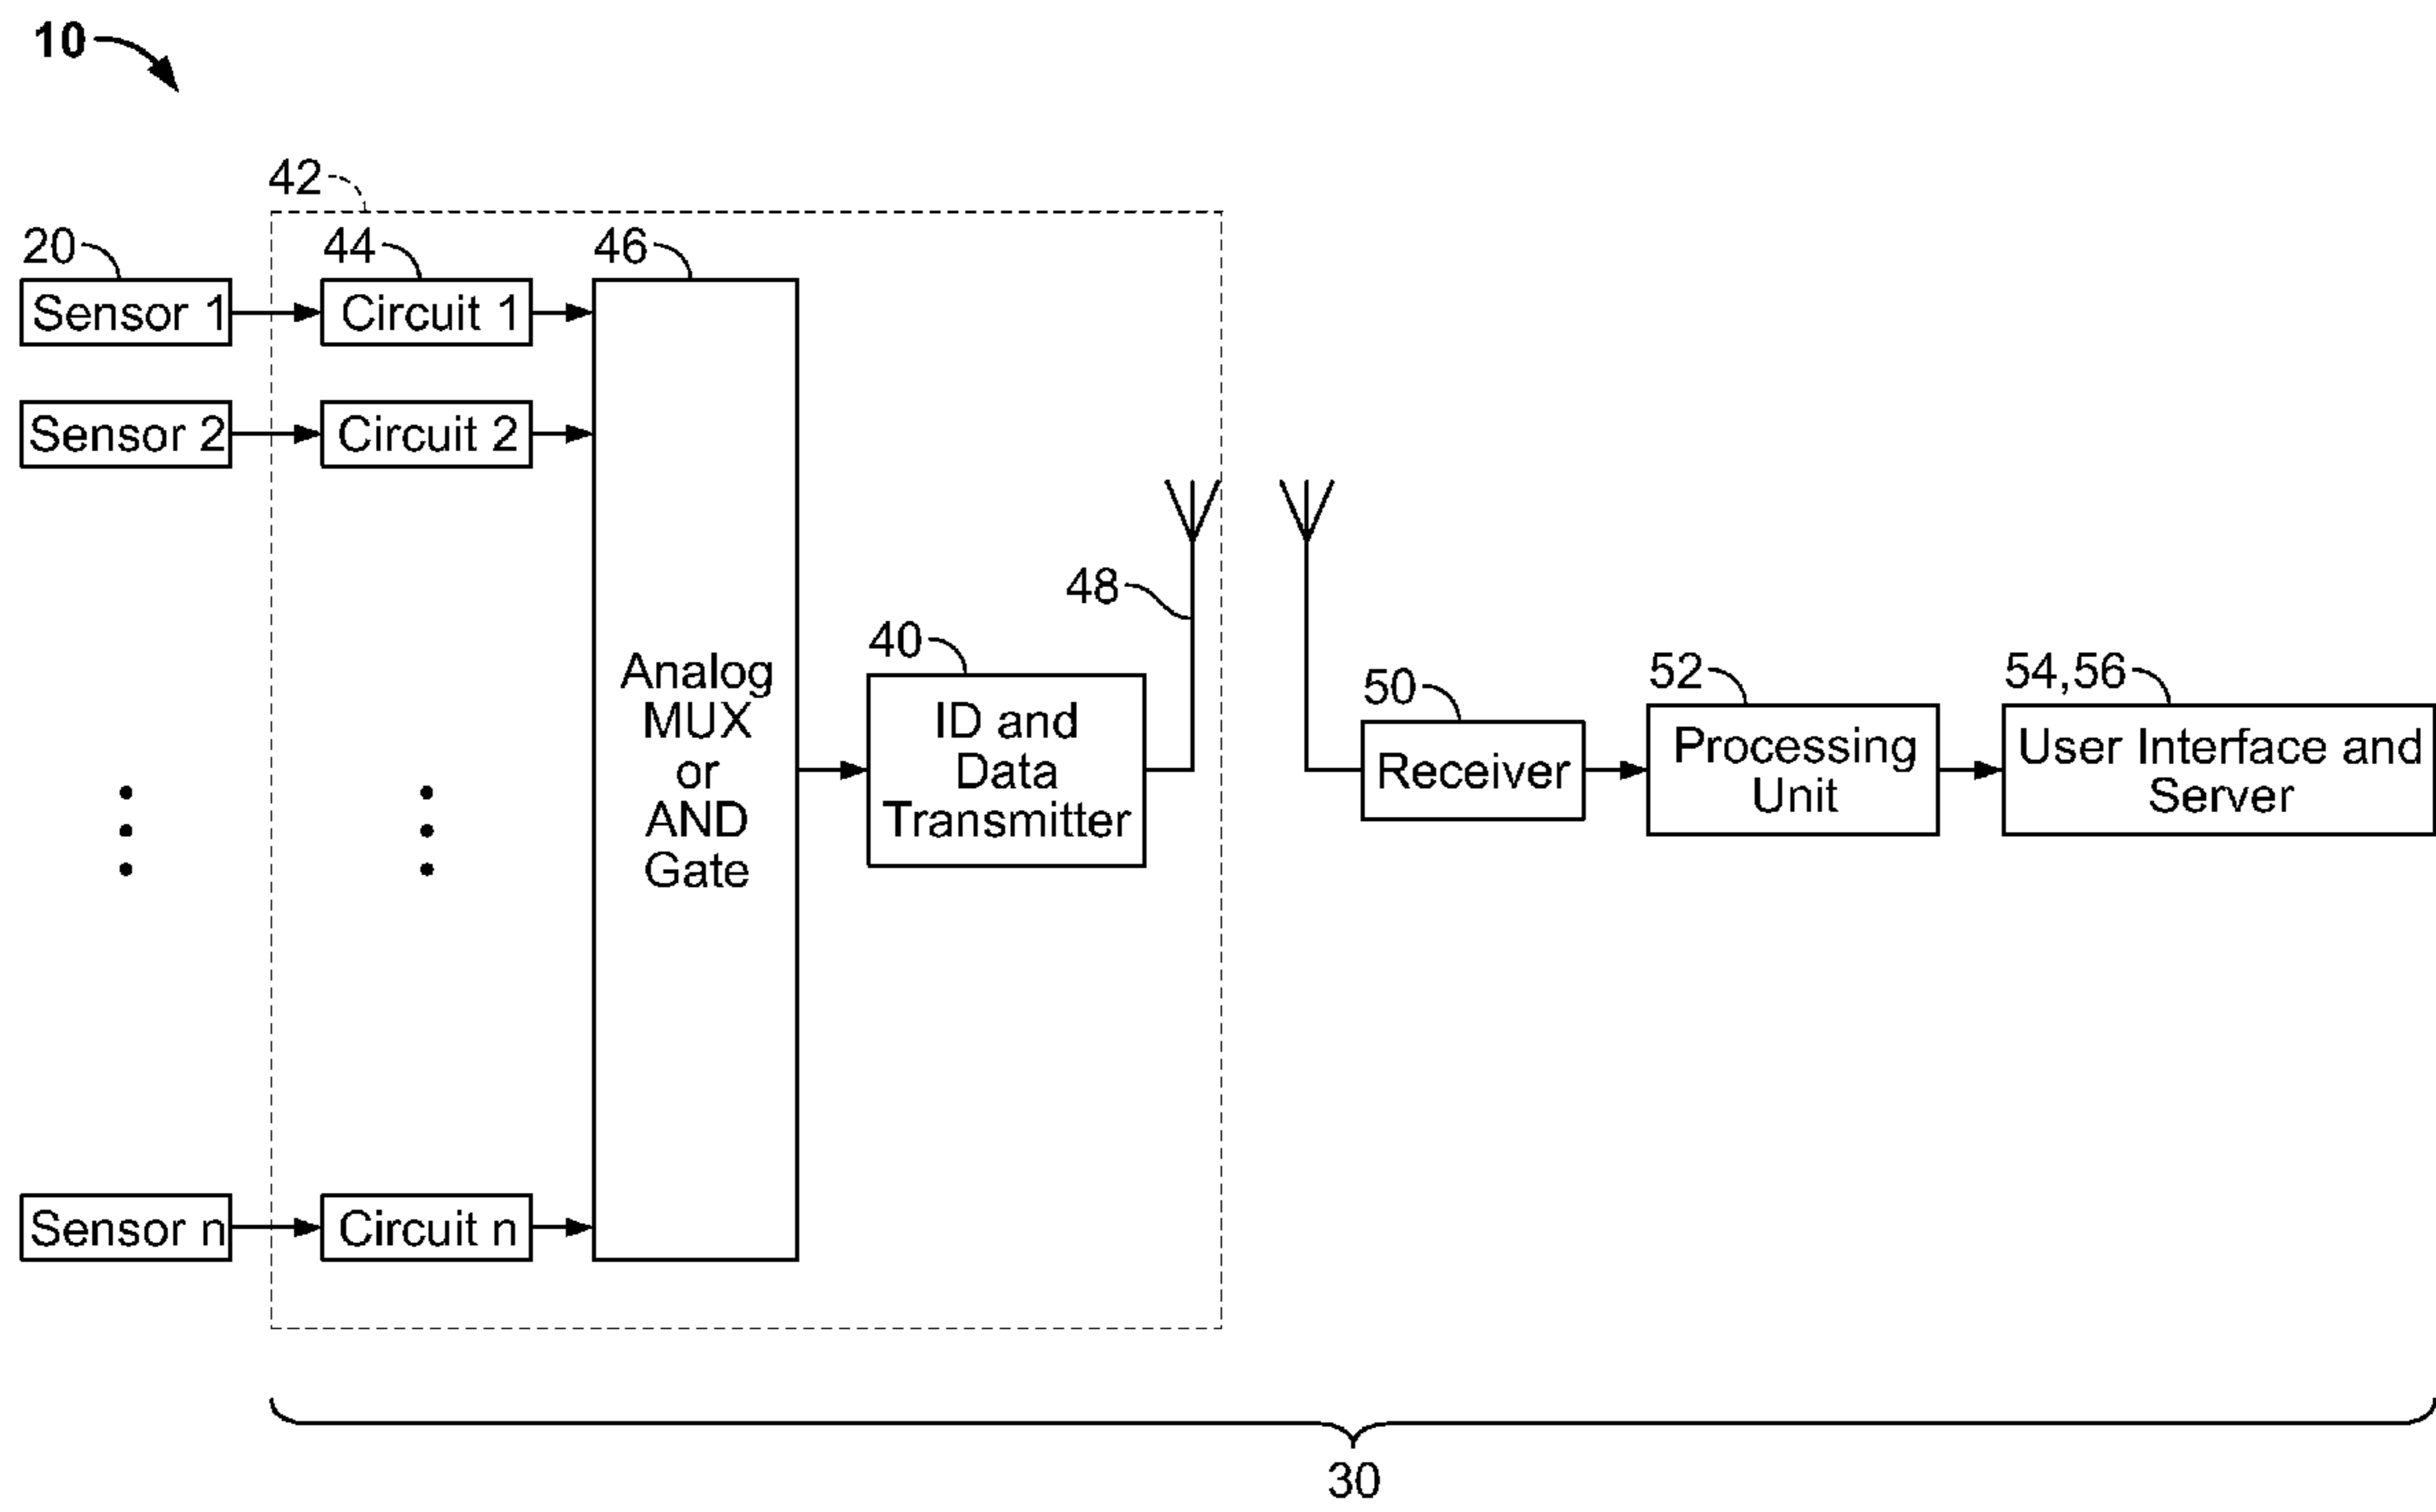 10
42
20
44
46
Sensor 1
Circuit 1
Sensor 2
Circuit 2
Sensor n
Circuit n
Analog
MUX
or
AND
Gate
48
40
ID and
Data
Transmitter
50
Receiver
52
Processing
Unit
54,56
User Interface and
Server
30